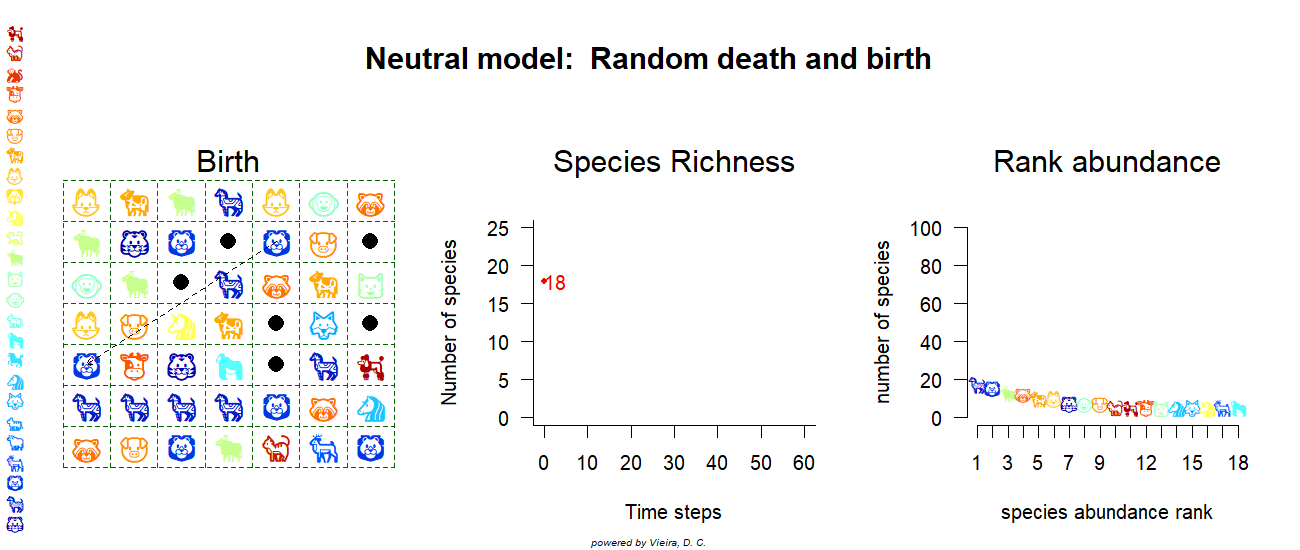 Neutral model:  Random death and birth
Birth
Species Richness
Rank abundance
Number of species
25
20
15
10
5
0
18
0 10 20 30 40 50 60
Time steps
number of species
100
80
60
40
20
0
1 3 5 7 9 12 15 18
species abundance rank
powered by Vieira, D. C.